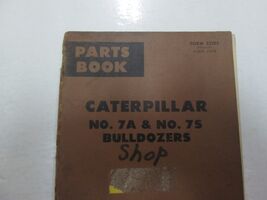 PARTS
BOOK
CATERPILLAR
NO. 7A & NO. 7S
BULLDOZERS
Shop